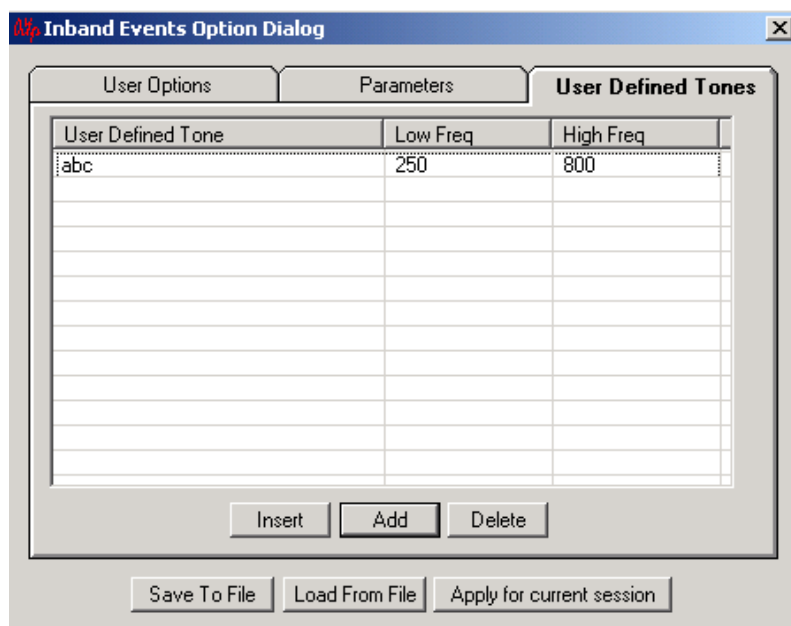 Inband Events Option Dialog
User Options Parameters User Defined Tones
User Defined Tone Low Freq High Freq
abc 250 800
Insert Add Delete
Save To File Load From File Apply for current session